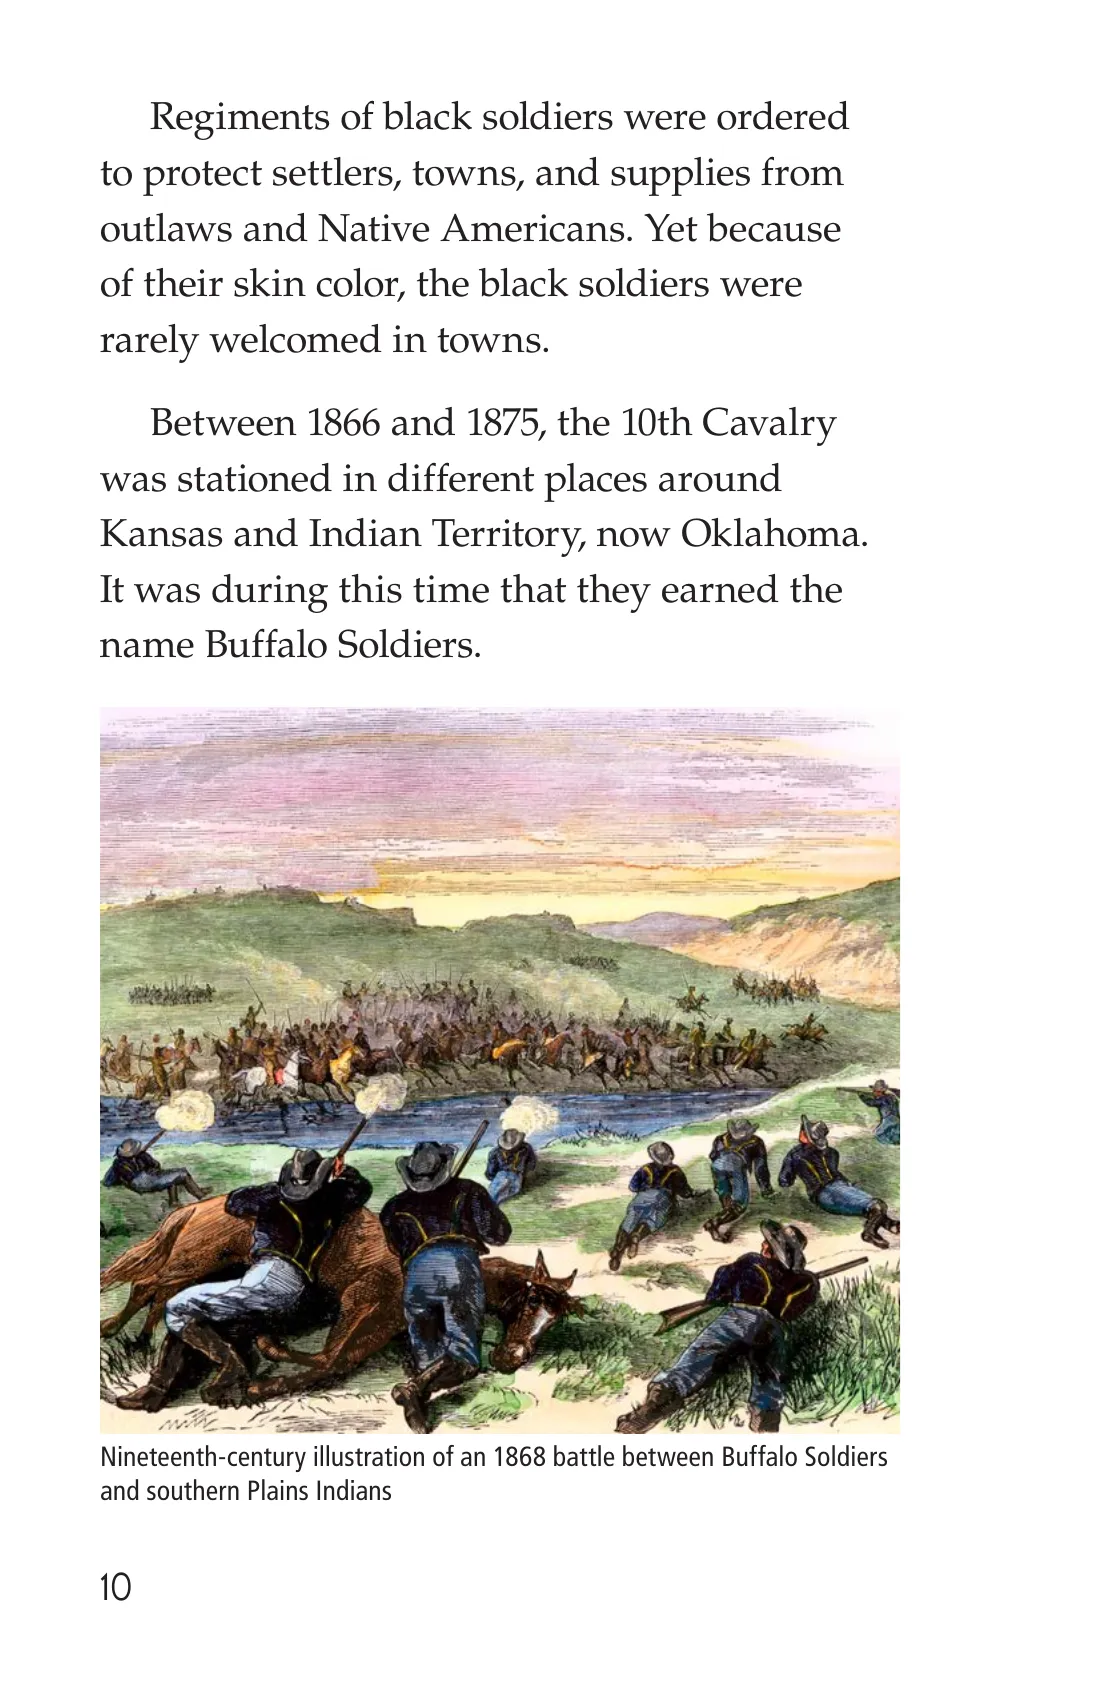 Regiments of black soldiers were ordered
to protect settlers, towns, and supplies from
outlaws and Native Americans. Yet because
of their skin color, the black soldiers were
rarely welcomed in towns.
Between 1866 and 1875, the 10th Cavalry
was stationed in different places around
Kansas and Indian Territory, now Oklahoma.
It was during this time that they earned the
name Buffalo Soldiers.
Nineteenth-century illustration of an 1868 battle between Buffalo Soldiers
and southern Plains Indians
10